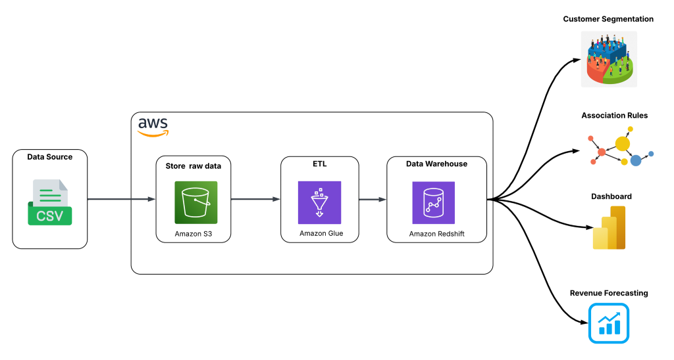 Customer Segmentation
aws
Association Rules
Data Source
CSV
Store raw data
Amazon S3
ETL
Amazon Glue
Data Warehouse
Amazon Redshift
Dashboard
Revenue Forecasting